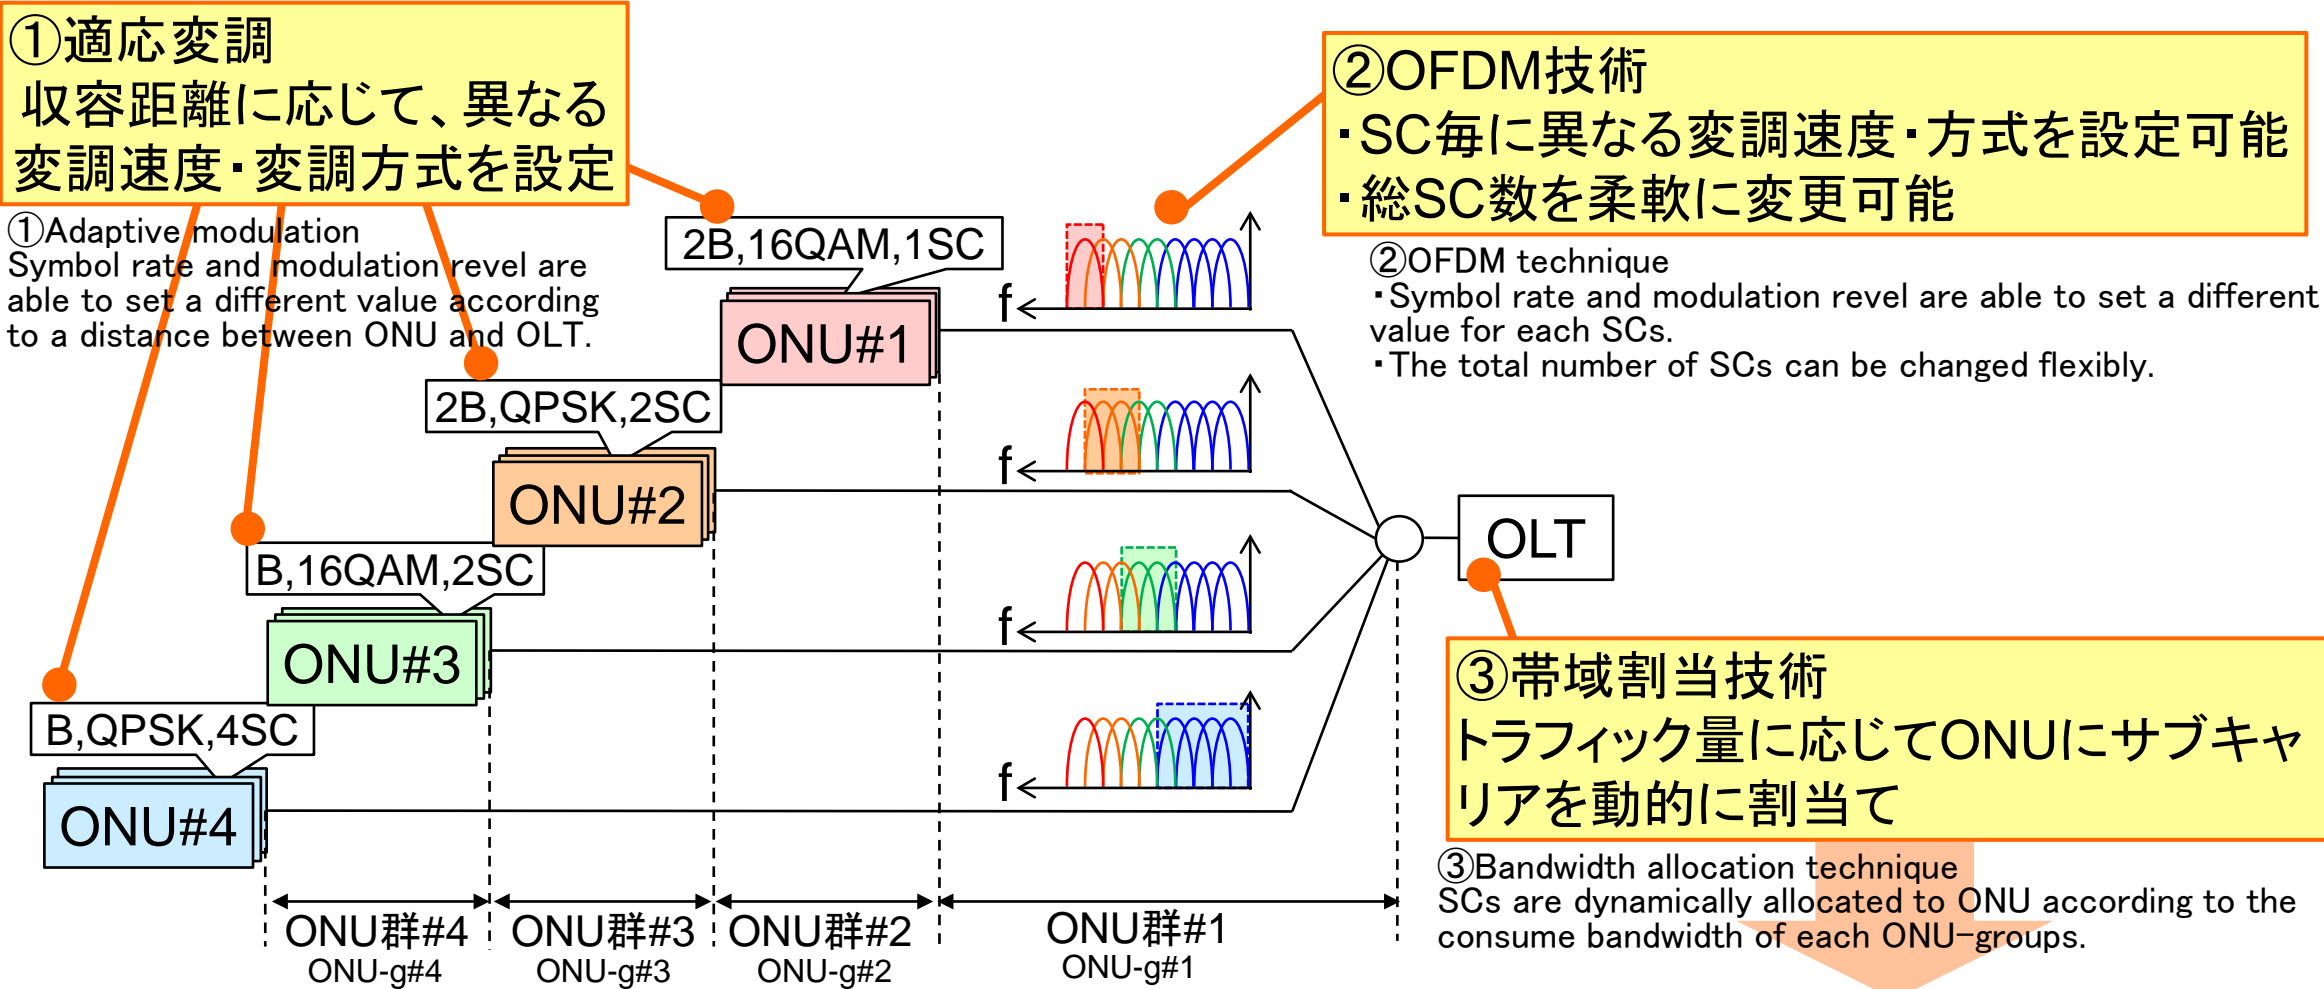 ①適応変調
収容距離に応じて、異なる
変調速度・変調方式を設定
①Adaptive modulation
Symbol rate and modulation revel are
able to set a different value according
to a distance between ONU and OLT.
②OFDM技術
・SC毎に異なる変調速度・方式を設定可能
・総SC数を柔軟に変更可能
②OFDM technique
・Symbol rate and modulation revel are able to set a different
value for each SCs.
・The total number of SCs can be changed flexibly.
2B,16QAM,1SC
ONU#1
f
2B,QPSK,2SC
ONU#2
f
B,16QAM,2SC
ONU#3
f
B,QPSK,4SC
ONU#4
f
OLT
③帯域割当技術
トラフィック量に応じてONUにサブキャ
リアを動的に割当て
③Bandwidth allocation technique
SCs are dynamically allocated to ONU according to the
consume bandwidth of each ONU-groups.
ONU群#4
ONU-g#4
ONU群#3
ONU-g#3
ONU群#2
ONU-g#2
ONU群#1
ONU-g#1